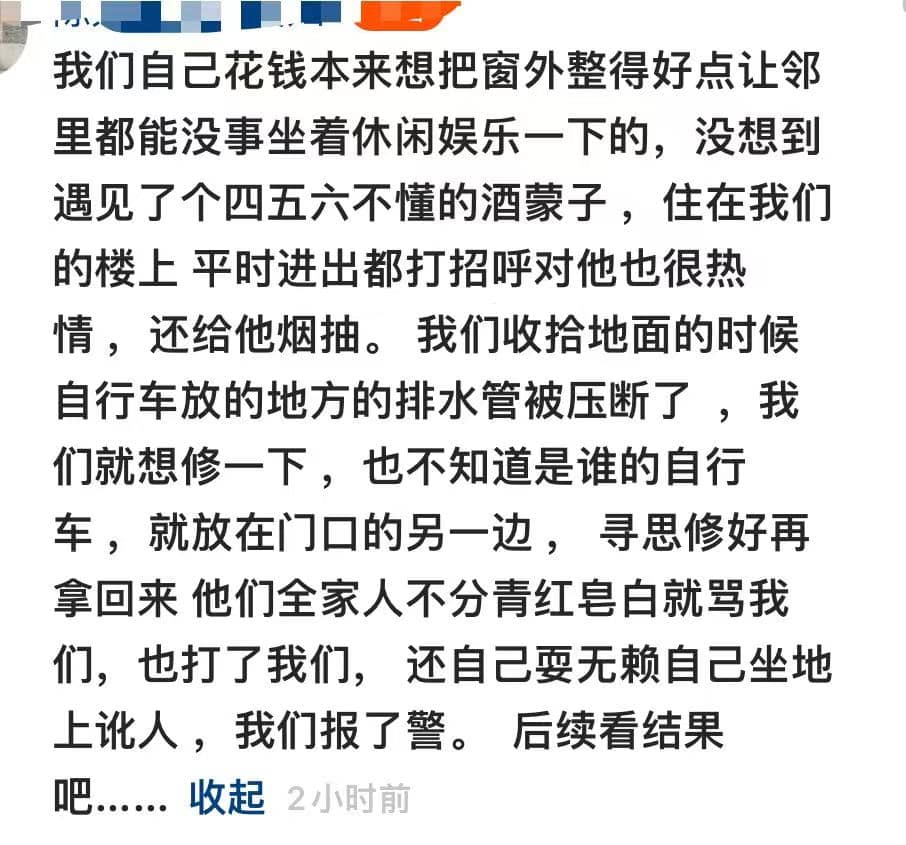 我们自己花钱本来想把窗外整得好点让邻
里都能没事坐着休闲娱乐一下的，没想到
遇见了个四五六不懂的酒蒙子，住在我们
的楼上 平时进出都打招呼对他也很热
情，还给他烟抽。 我们收拾地面的时候
自行车放的地方的排水管被压断了 ，我
们就想修一下，也不知道是谁的自行
车，就放在门口的另一边， 寻思修好再
拿回来 他们全家人不分青红皂白就骂我
们，也打了我们， 还自己耍无赖自己坐地
上讹人，我们报了警。 后续看结果
吧...... 收起 2小时前